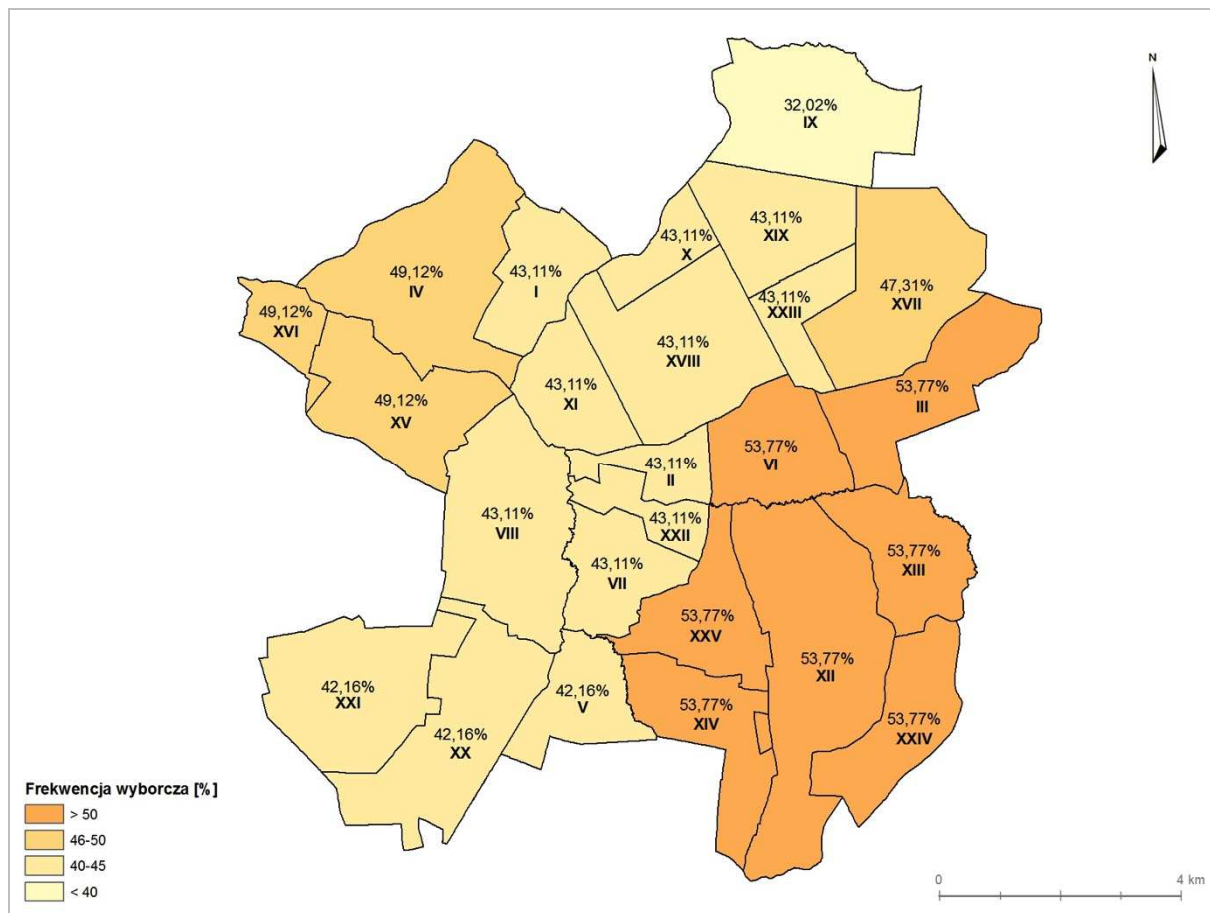 N
32,02%
IX
43,11%
XIX
43,11%
X
49,12%
IV
43,11%
I
47,31%
XVII
49,12%
XVI
43,11%
XXIII
43,11%
XVIII
43,11%
XI
53,77%
III
49,12%
XV
53,77%
VI
43,11%
II
43,11%
VIII
43,11%
XXII
53,77%
XIII
43,11%
VII
53,77%
XXV
53,77%
XII
42,16%
XXI
42,16%
V
53,77%
XIV
53,77%
XXIV
42,16%
XX
Frekwencja wyborcza [%]
> 50
46-50
40-45
< 40
0 4 km